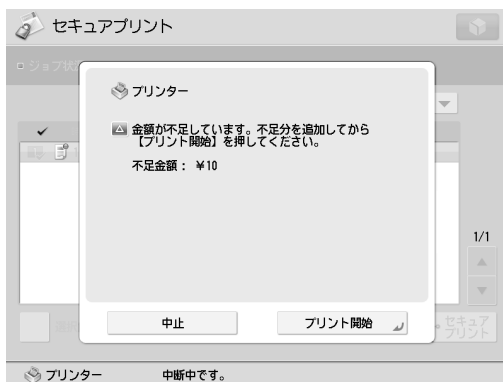 セキュアプリント
ジョブ状
プリンター
金額が不足しています。不足分を追加してから
【プリント開始】を押してください。
不足金額： ¥10
1/1
中止
プリント開始
セキュア
プリント
プリンター 中断中です。